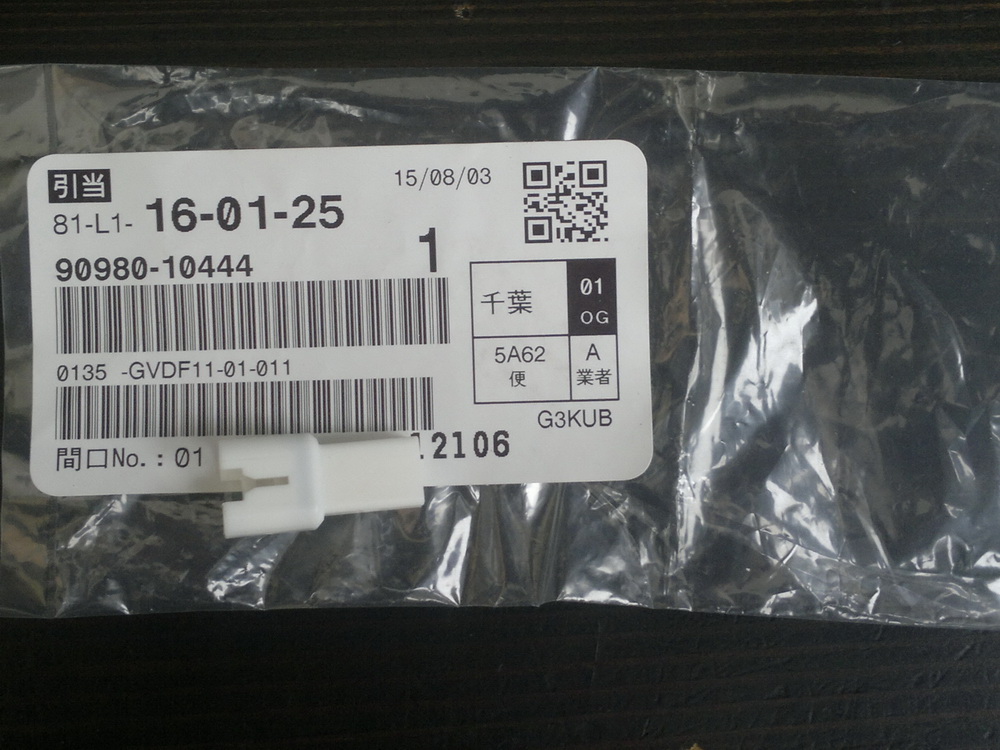 引当
15/08/03
81-L1- 16-01-25
1
90980-10444
千葉
01
OG
0135 -GVDF11-01-011
5A62
便
A
業者
G3KUB
間口No.: 01
12106